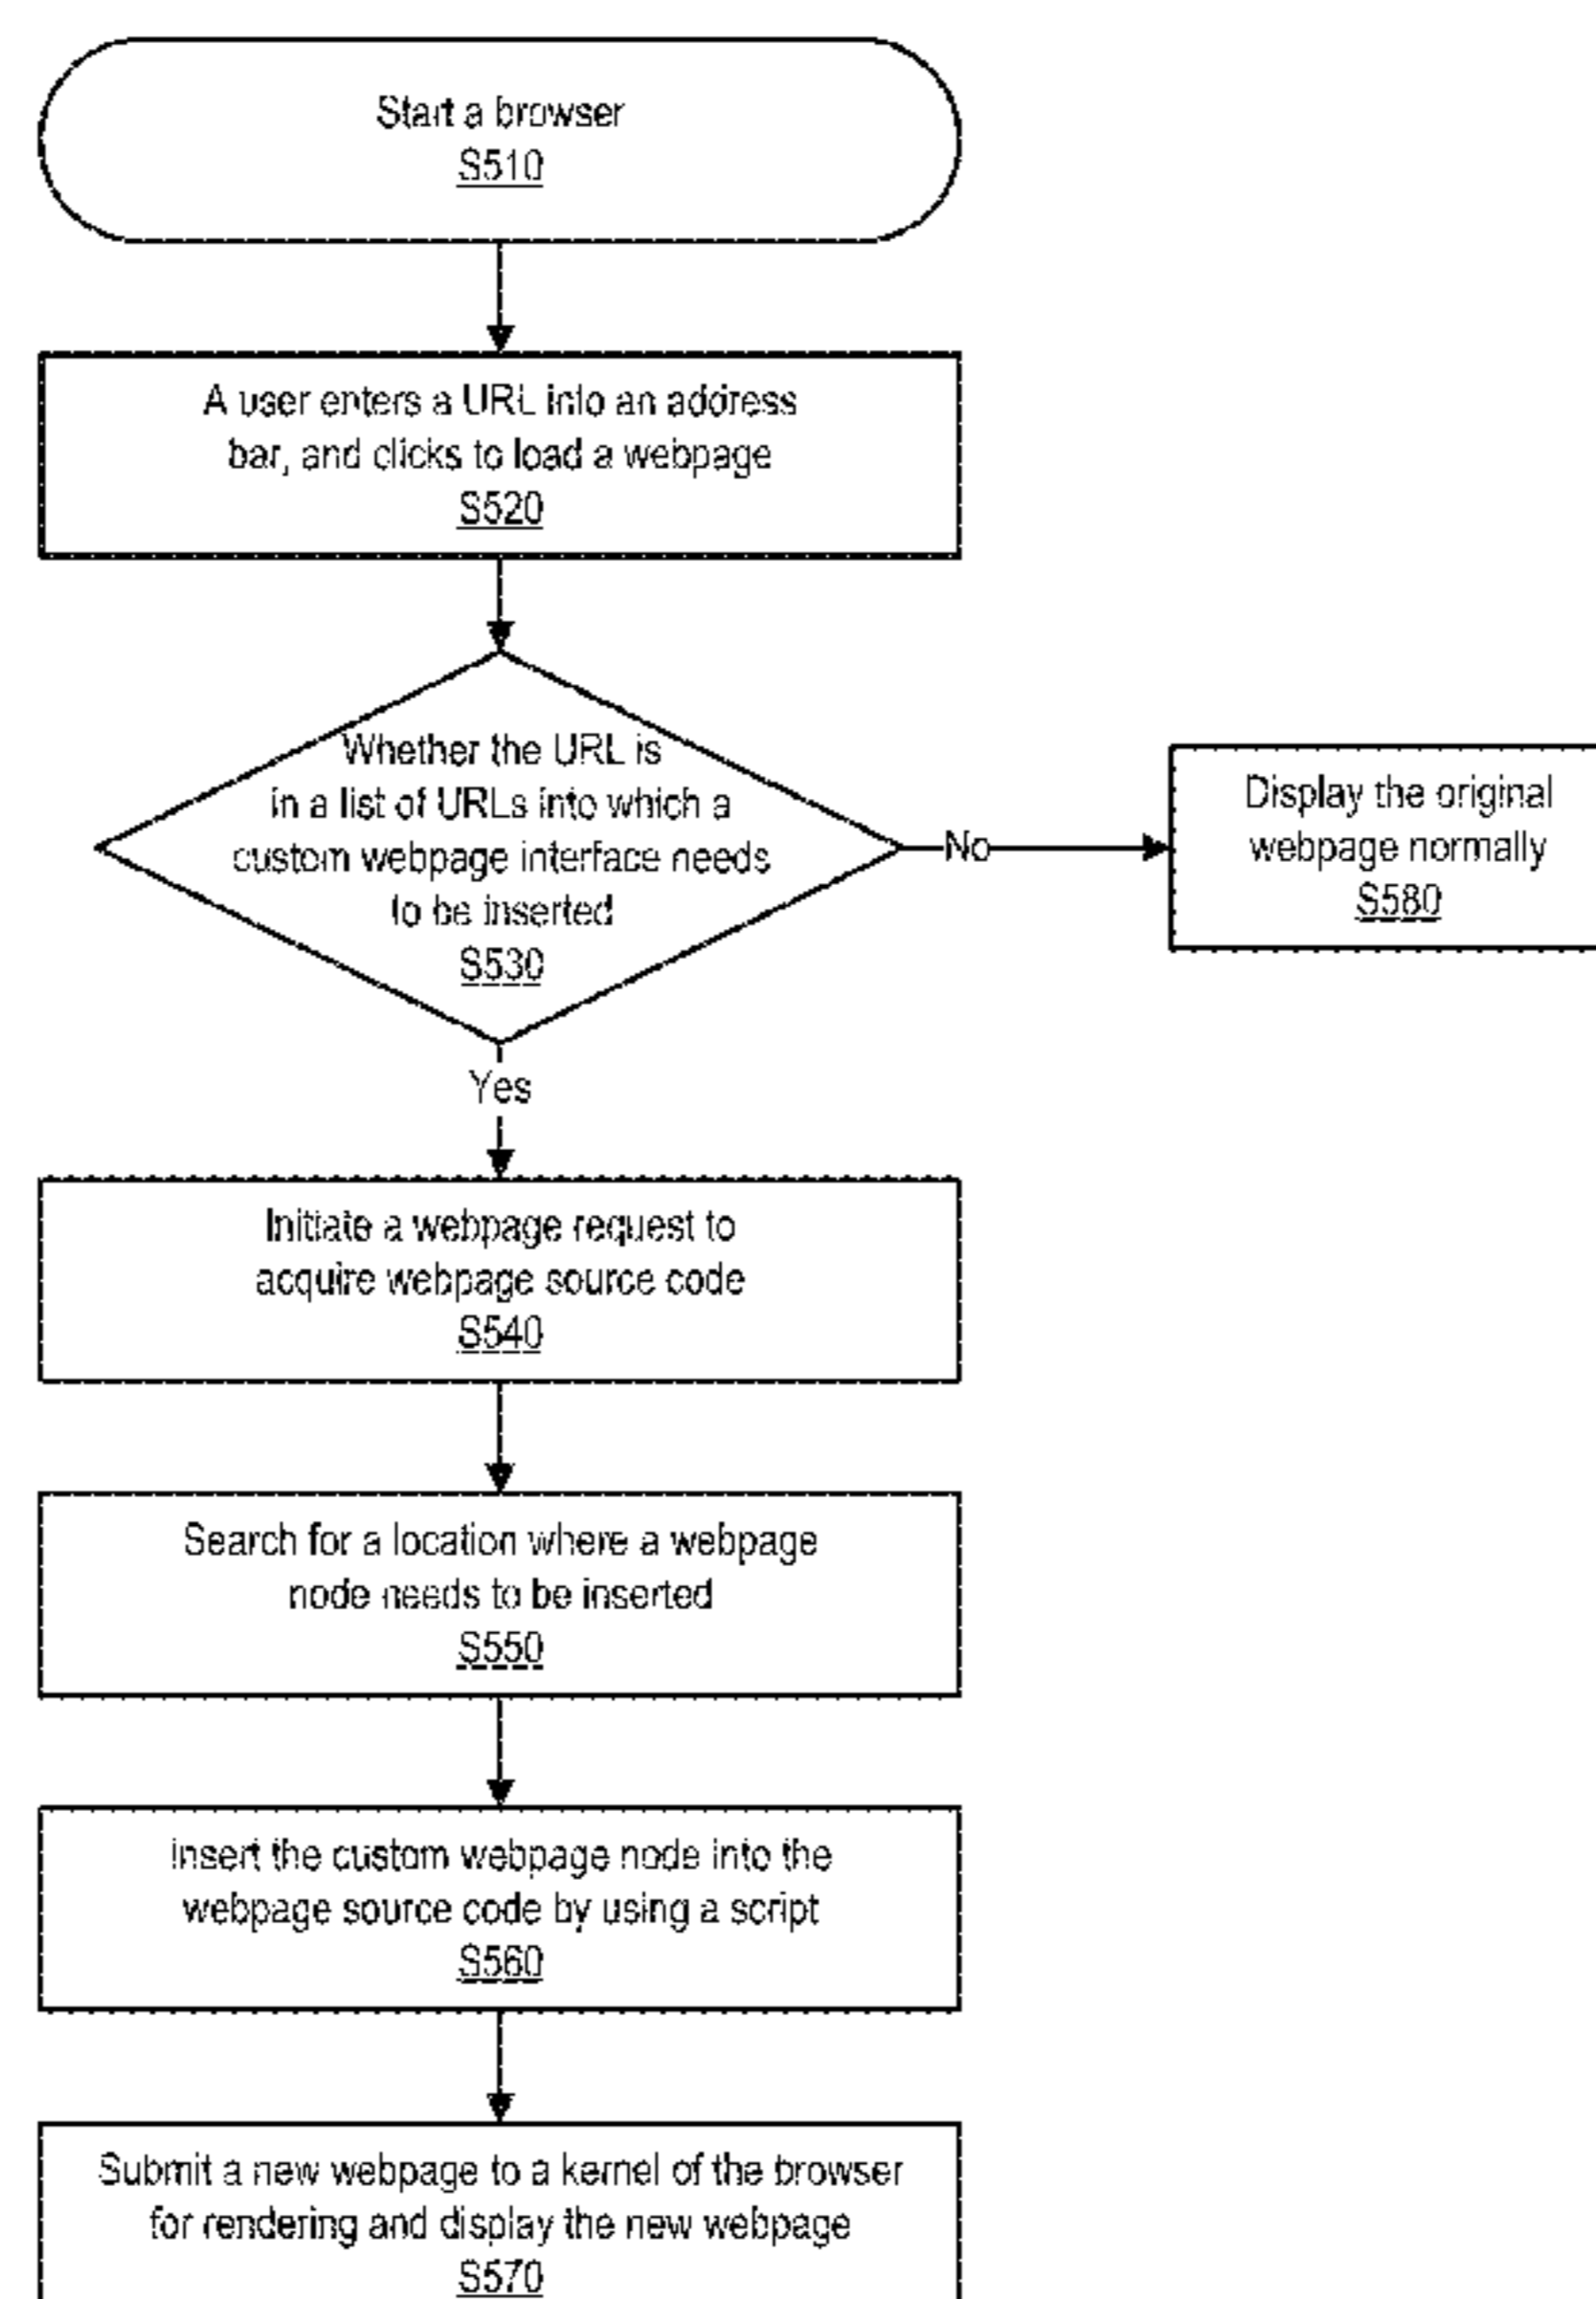 Start a browser
S510
A user enters a URL into an address
bar, and clicks to load a webpage
S520
Whether the URL is
in a list of URLs into which a
custom webpage interface needs
to be inserted
S530
No
Display the original
webpage normally
S580
Yes
Initiate a webpage request to
acquire webpage source code
S540
Search for a location where a webpage
node needs to be inserted
S550
Insert the custom webpage node into the
webpage source code by using a script
S560
Submit a new webpage to a kernel of the browser
for rendering and display the new webpage
S570